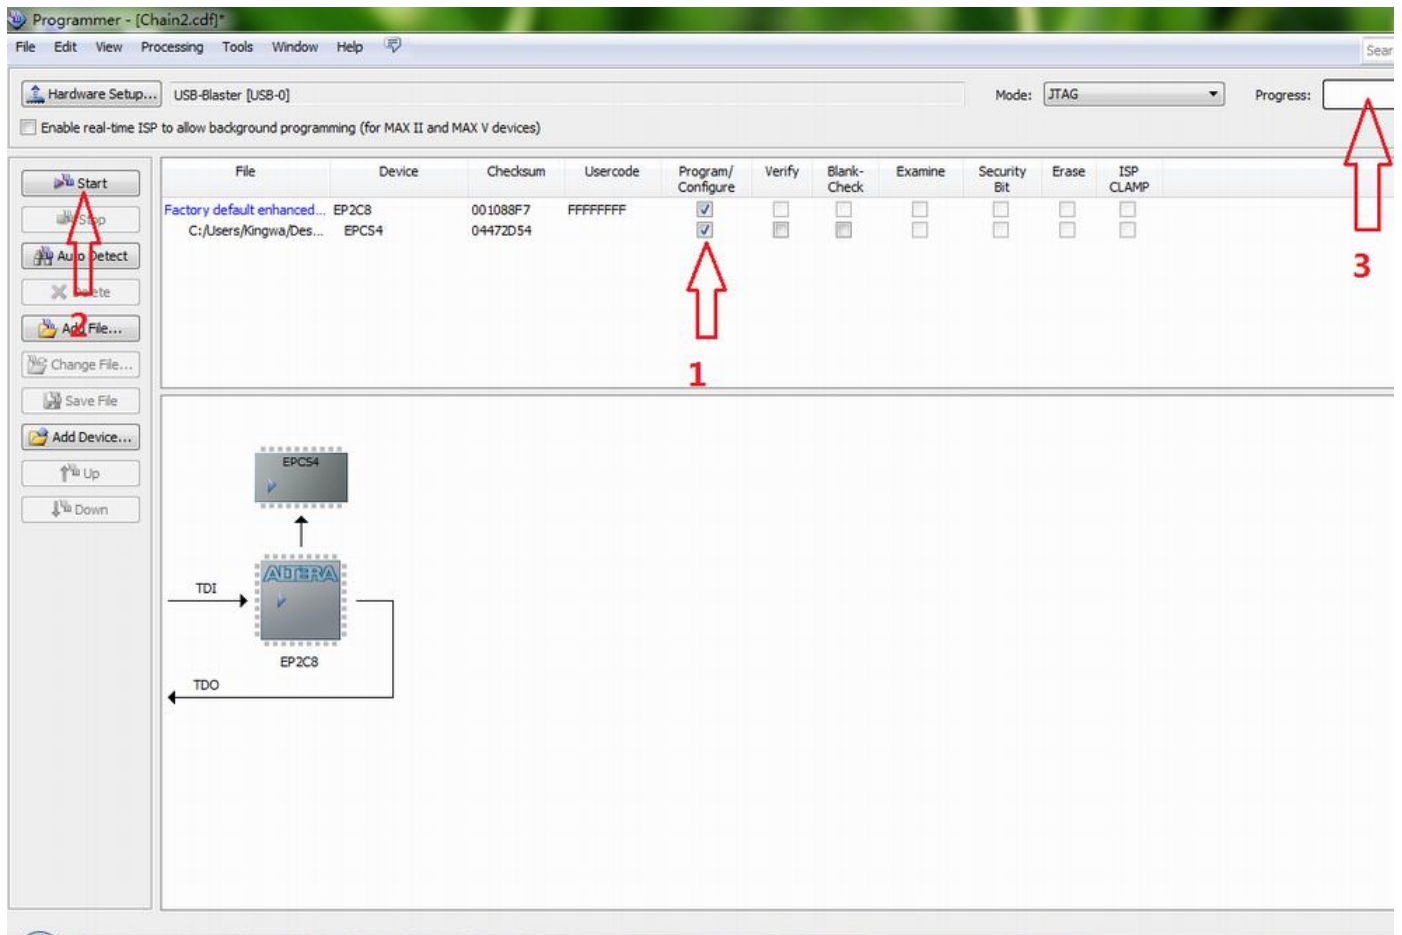 Programmer - [Chain2.cdf]*
File Edit View Processing Tools Window Help
Sear
Hardware Setup... USB-Blaster [USB-0] Mode: JTAG Progress:
Enable real-time ISP to allow background programming (for MAX II and MAX V devices)
File Device Checksum Usercode Program/ Configure Verify Blank- Check Examine Security Bit Erase ISP CLAMP
Factory default enhanced... EP2C8 001088F7 FFFFFFFF
C:/Users/Kingwa/Des... EPCS4 04472D54
Start
Stop
Auto Detect
Delete
Add File...
Change File...
Save File
Add Device...
Up
Down
1
2
3
EPCS4
ALTERA
TDI
EP2C8
TDO